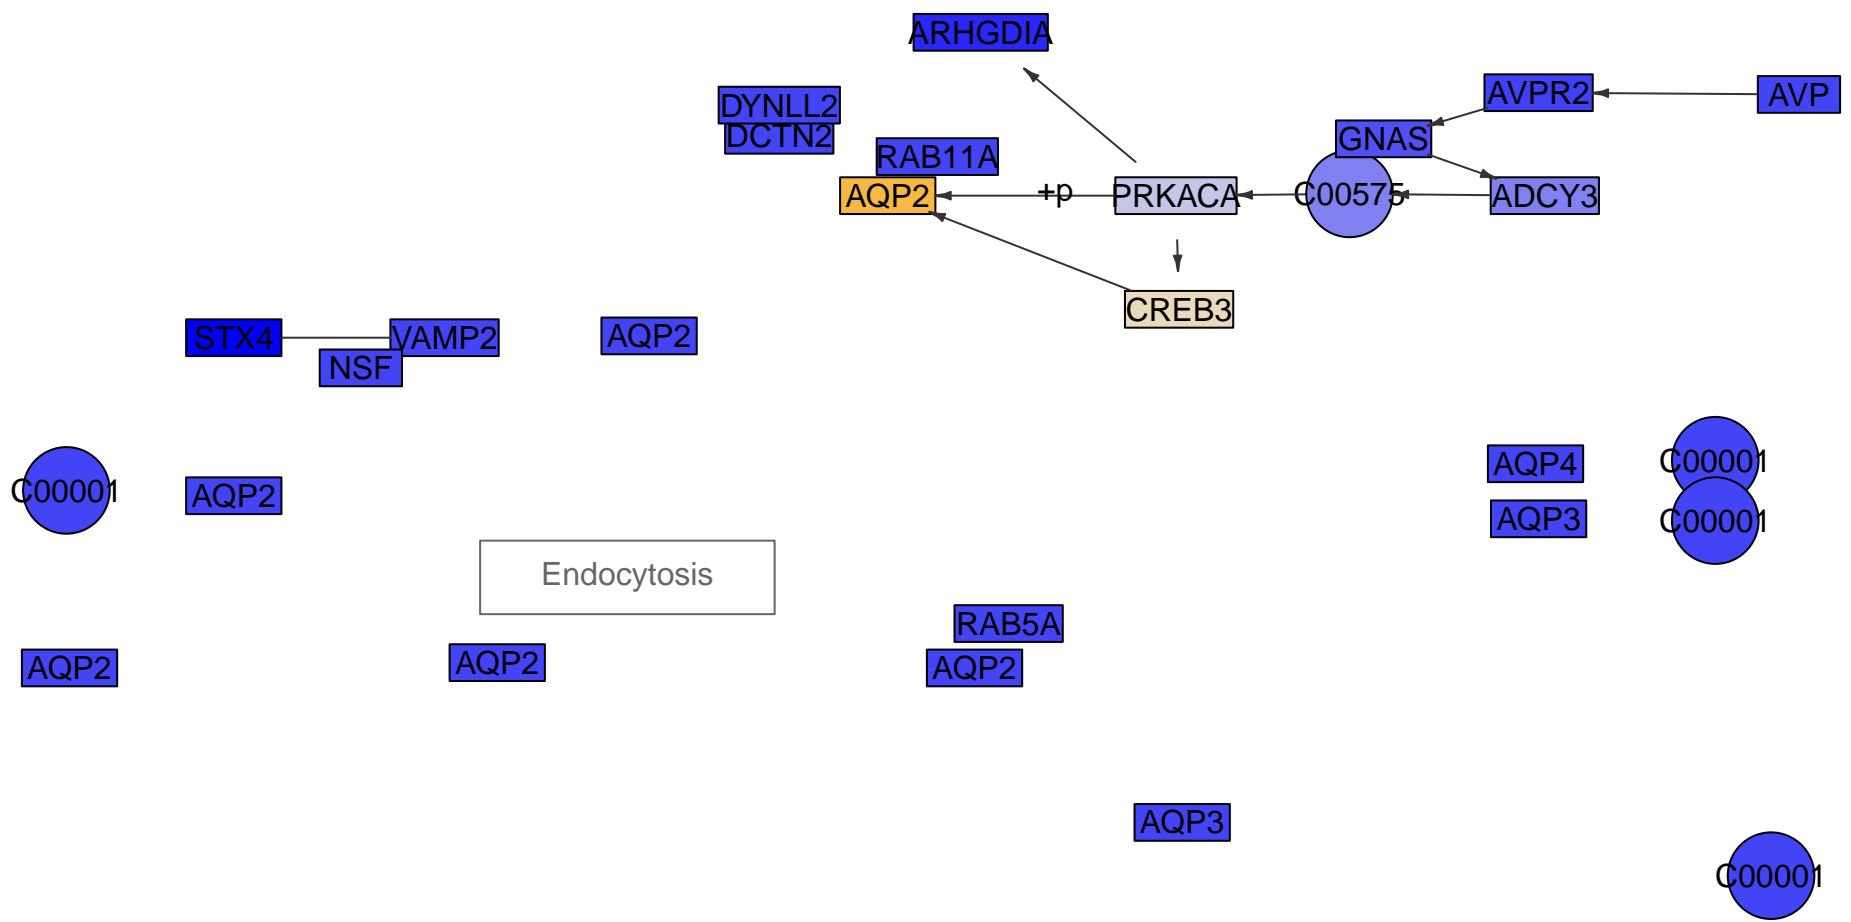 ARHGDIA
DYNLL2
DCTN2
RAB11A
AQP2
+p
PRKACA
C00575
GNAS
AVPR2
AVP
ADCY3
CREB3
STX4
VAMP2
NSF
AQP2
C00001
AQP2
AQP4
C00001
AQP3
C00001
Endocytosis
RAB5A
AQP2
AQP2
AQP2
AQP3
C00001